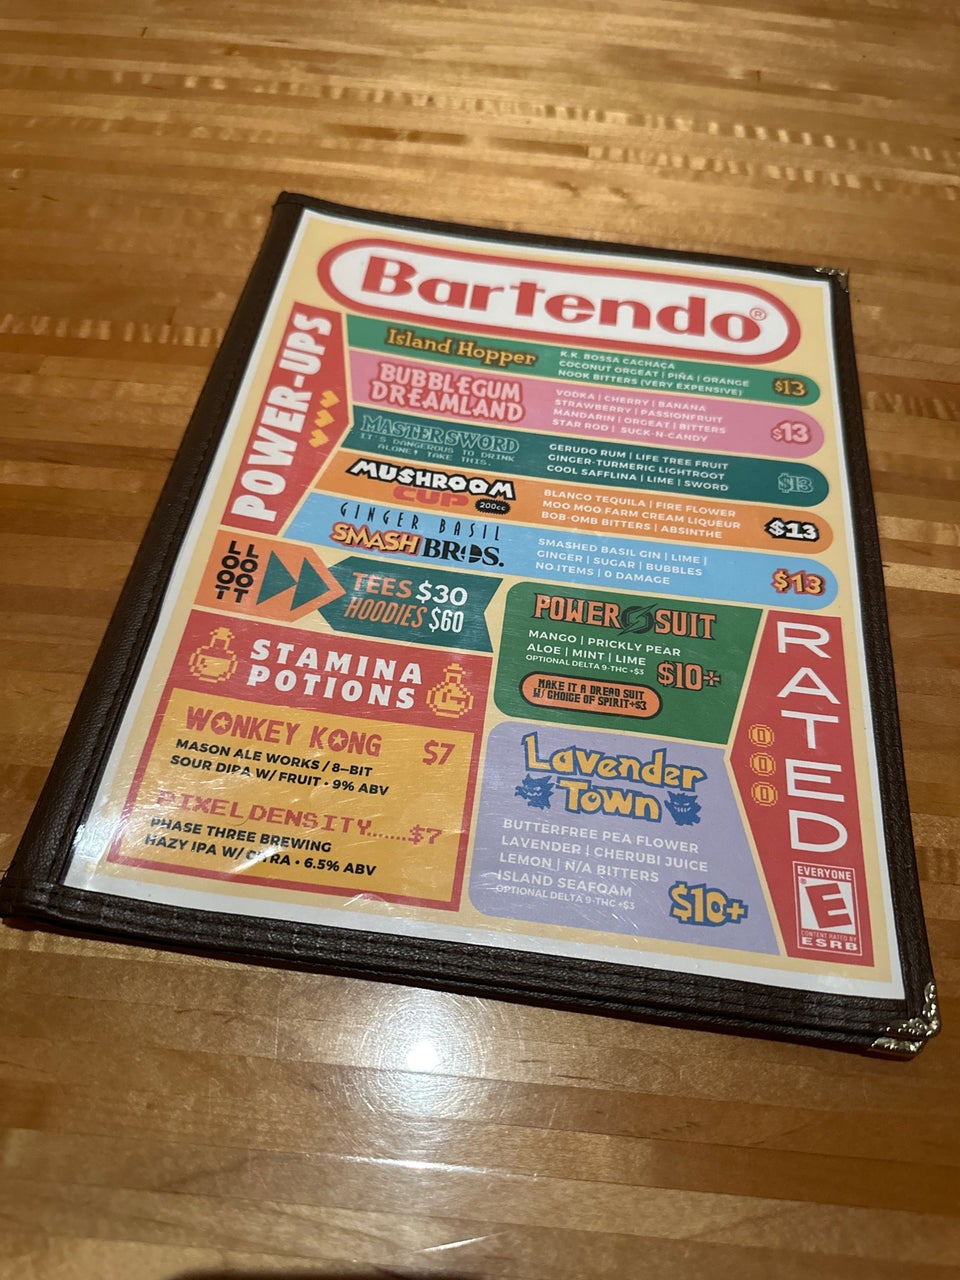 Bartendo®
POWER-UPS
Island Hopper
K.K. BOSSA CACHAÇA
COCONUT ORGEAT | PIÑA | ORANGE
NOOK BITTERS (VERY EXPENSIVE)
$13
BUBBLEGUM
DREAMLAND
VODKA | CHERRY | BANANA
STRAWBERRY | PASSIONFRUIT
MANDARIN | ORGEAT | BITTERS
STAR ROD | SUCK-N-CANDY
$13
MASTER SWORD
IT'S DANGEROUS TO DRINK
ALONE! TAKE THIS.
GERUDO RUM | LIFE TREE FRUIT
GINGER-TURMERIC LIGHTROOT
COOL SAFFLINA | LIME | SWORD
$13
MUSHROOM
CUP 200cc
BLANCO TEQUILA | FIRE FLOWER
MOO MOO FARM CREAM LIQUEUR
BOB-OMB BITTERS | ABSINTHE
$13
GINGER BASIL
SMASH BROS.
SMASHED BASIL GIN | LIME |
GINGER | SUGAR | BUBBLES
NO ITEMS | 0 DAMAGE
$13
LOOT
LOOT
TEES $30
HOODIES $60
STAMINA
POTIONS
WONKEY KONG $7
MASON ALE WORKS / 8-BIT
SOUR DIPA W/ FRUIT • 9% ABV
PIXEL DENSITY......$7
PHASE THREE BREWING
HAZY IPA W/ CITRA • 6.5% ABV
POWER SUIT
MANGO | PRICKLY PEAR
ALOE | MINT | LIME
OPTIONAL DELTA 9-THC +$3
$10+
MAKE IT A DREAD SUIT
W/ CHOICE OF SPIRIT+$3
Lavender
Town
BUTTERFREE PEA FLOWER
LAVENDER | CHERUBI JUICE
LEMON | N/A BITTERS
ISLAND SEAFOAM
OPTIONAL DELTA 9-THC +$3
$10+
RATED
EVERYONE
E
CONTENT RATED BY
ESRB